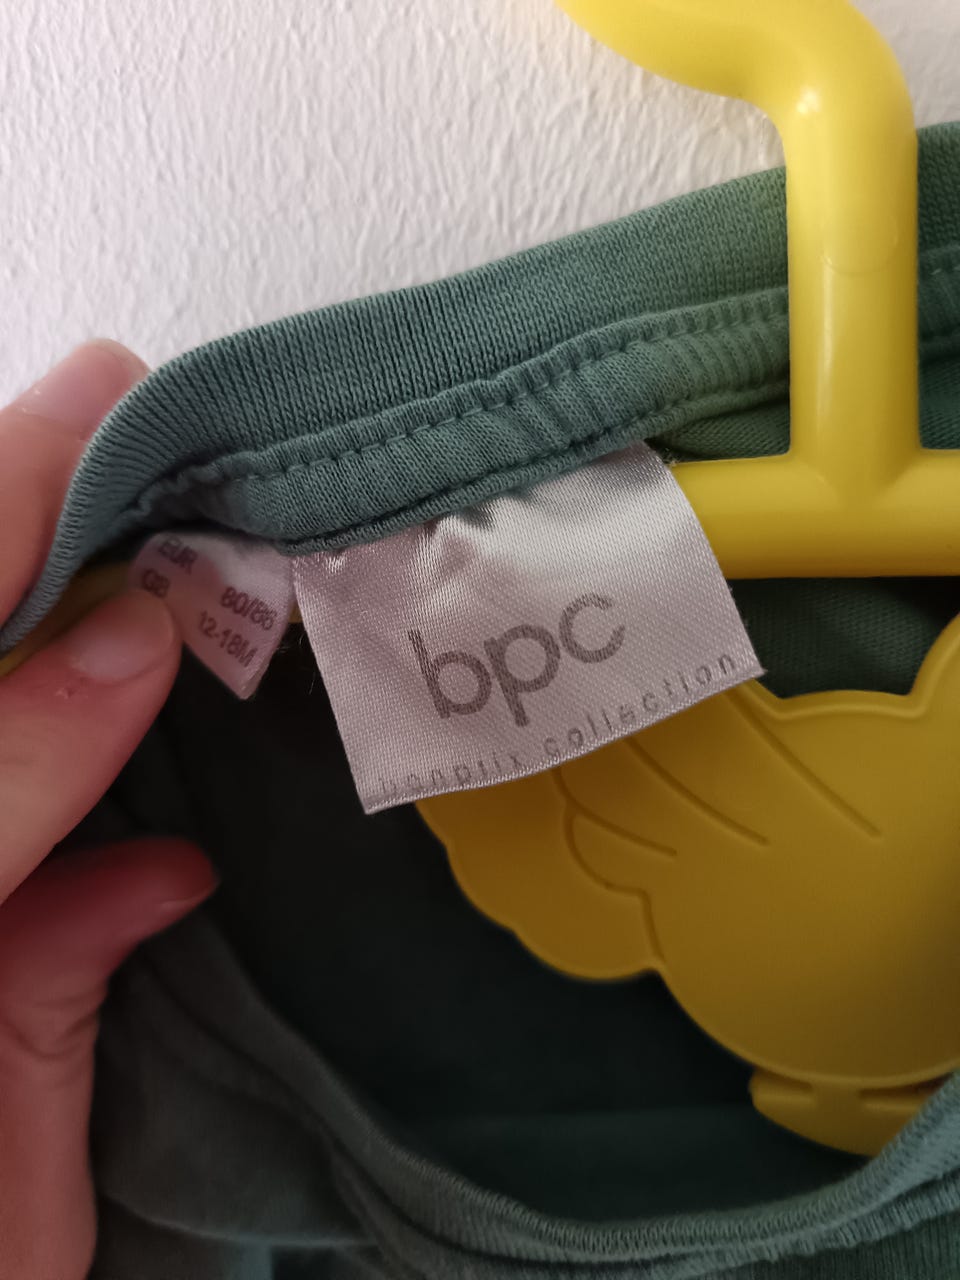 EUR 80/86
GB 12-18M
bpc
bonprix collection